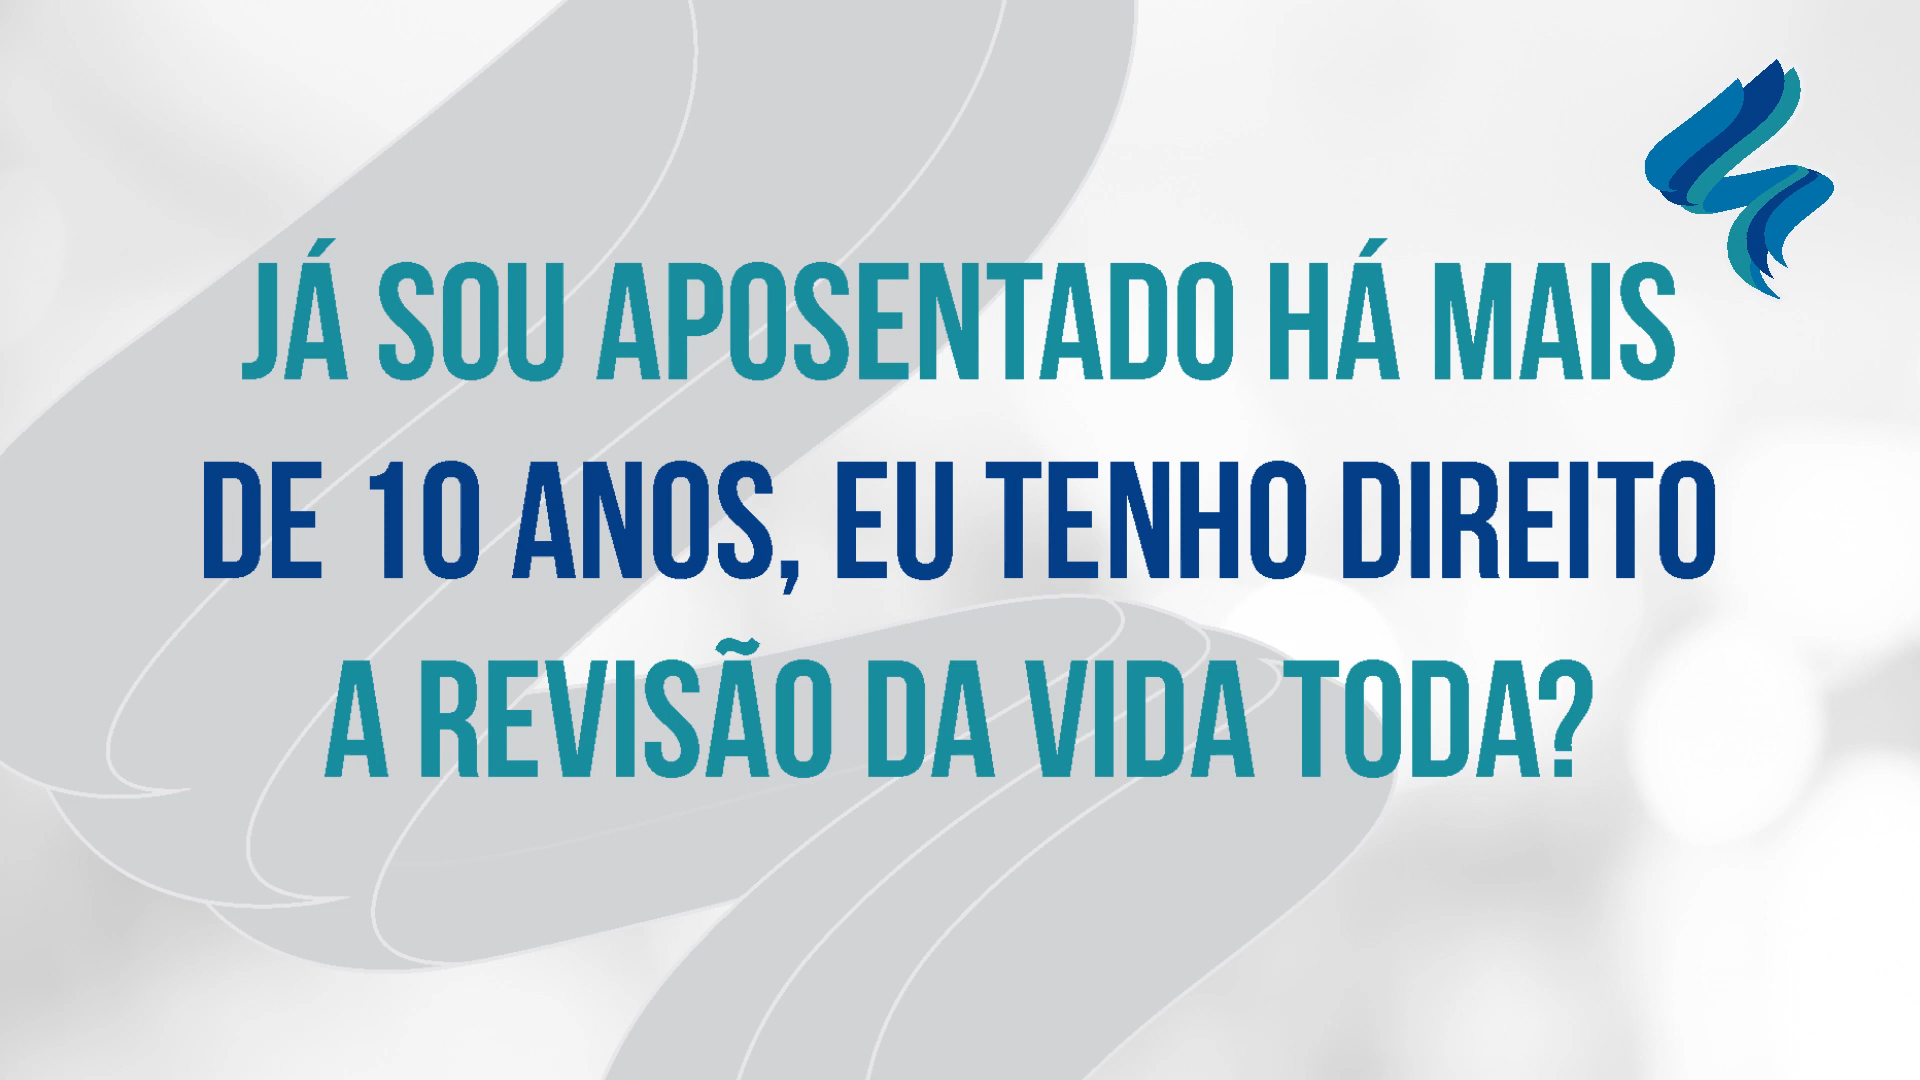 JÁ SOU APOSENTADO HÁ MAIS
DE 10 ANOS, EU TENHO DIREITO
A REVISÃO DA VIDA TODA?